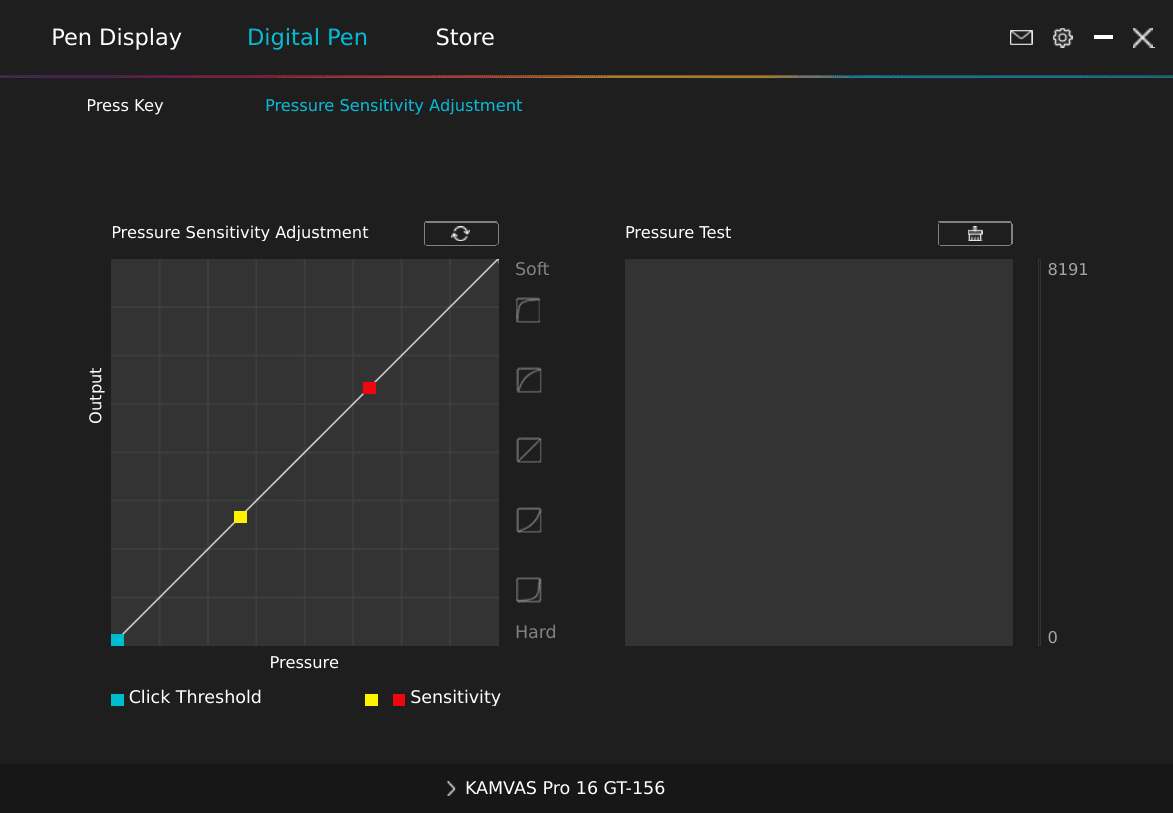 Pen Display
Digital Pen
Store
Press Key
Pressure Sensitivity Adjustment
Pressure Sensitivity Adjustment
Pressure Test
Soft
8191
Output
Hard
0
Pressure
Click Threshold
Sensitivity
KAMVAS Pro 16 GT-156